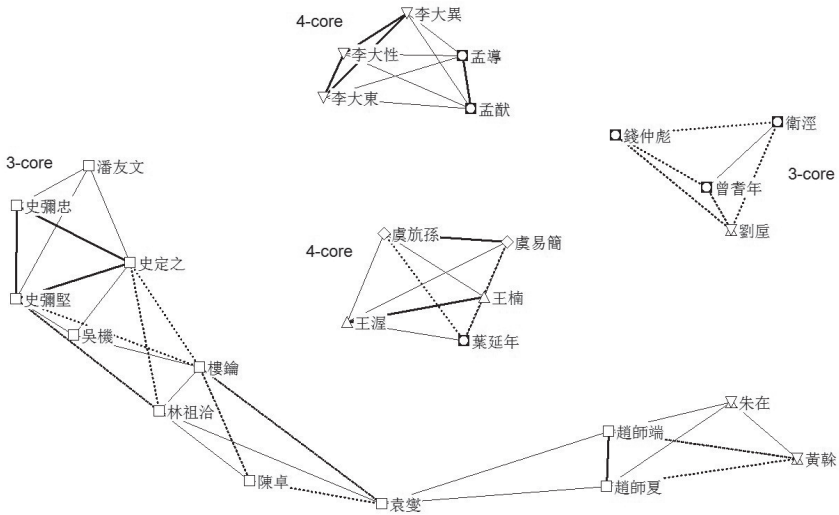 4-core
李大異
李大性
孟導
李大東
孟猷
衛涇
錢仲彪
3-core
曾耆年
劉垕
3-core
潘友文
史彌忠
史定之
史彌堅
吳機
樓鑰
林祖洽
陳卓
袁燮
4-core
虞旂孫
虞易簡
王楠
王渥
葉延年
朱在
趙師端
黃榦
趙師夏